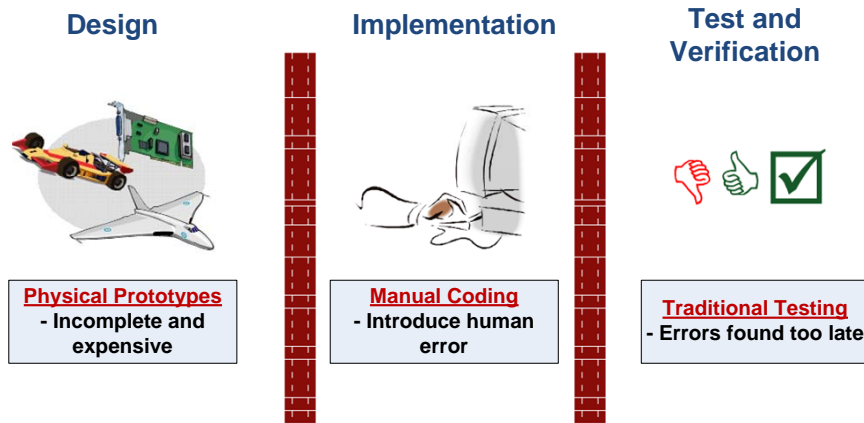 Design
Implementation
Test and
Verification
Physical Prototypes
- Incomplete and
expensive
Manual Coding
- Introduce human
error
Traditional Testing
- Errors found too late